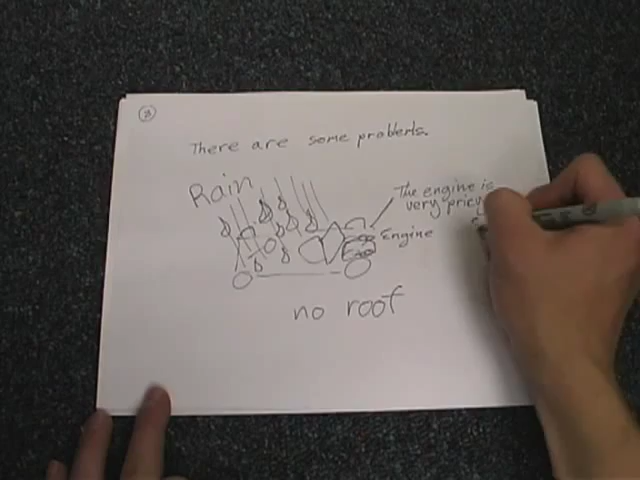 There are some problems.
Rain
The engine is
very pricy
Engine
no roof